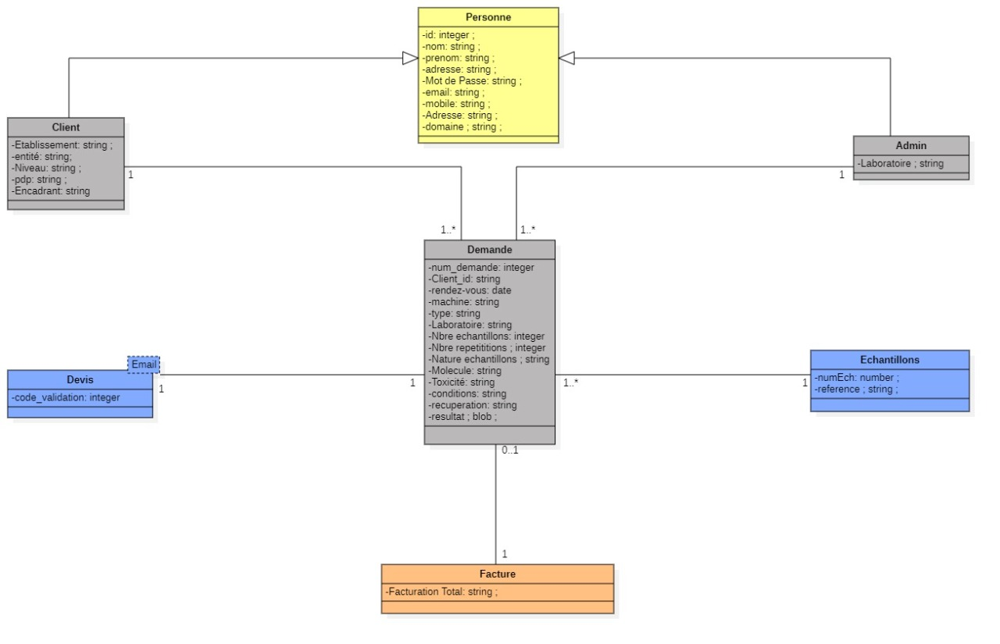 Personne
-id: integer ;
-nom: string ;
-prenom: string ;
-adresse: string ;
-Mot de Passe: string ;
-email: string ;
-mobile: string ;
-Adresse: string ;
-domaine ; string ;
Client
-Etablissement: string ;
-entité: string;
-Niveau: string ;
-pdp: string ;
-Encadrant: string
Admin
-Laboratoire ; string
1
1
1..*
1..*
Demande
-num_demande: integer
-Client_id: string
-rendez-vous: date
-machine: string
-type: string
-Laboratoire: string
-Nbre echantillons: integer
-Nbre repetititions ; integer
-Nature echantillons ; string
-Molecule: string
-Toxicité: string
-conditions: string
-recuperation: string
-resultat ; blob ;
Email
Devis
-code_validation: integer
1
1
1..*
1
Echantillons
-numEch: number ;
-reference ; string ;
0..1
1
Facture
-Facturation Total: string ;